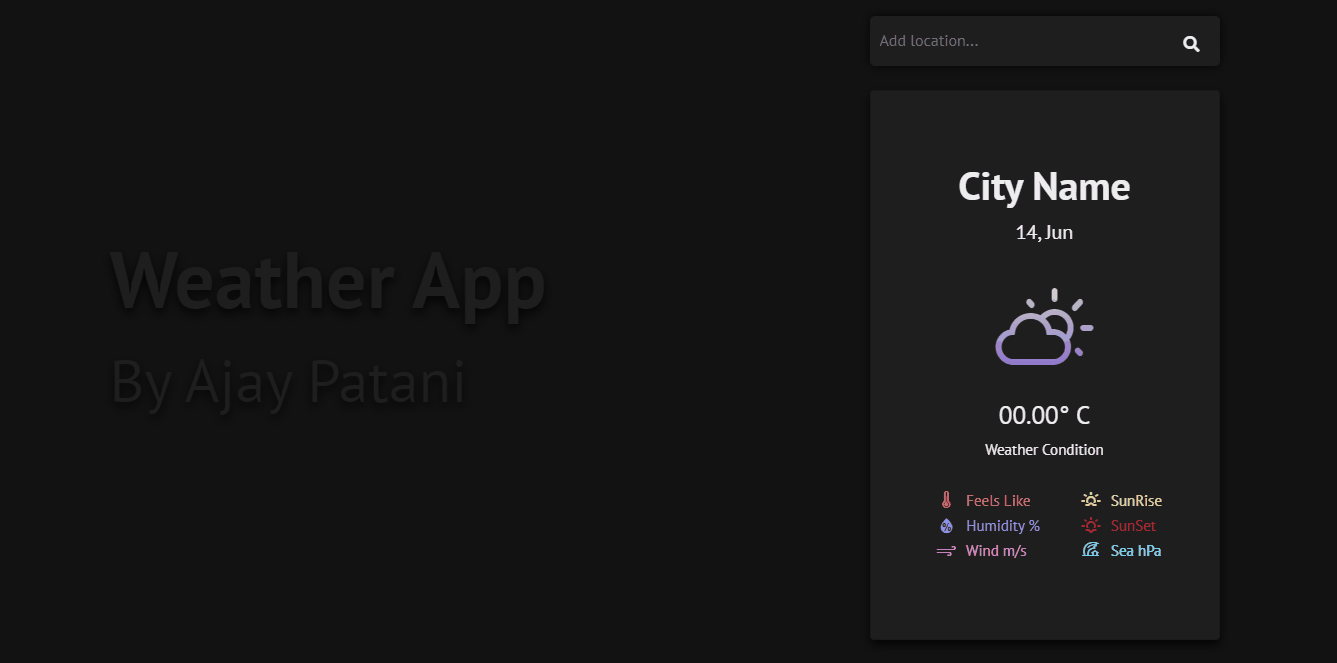 Add location...
Weather App
By Ajay Patani
City Name
14, Jun
00.00° C
Weather Condition
Feels Like
SunRise
Humidity %
SunSet
Wind m/s
Sea hPa